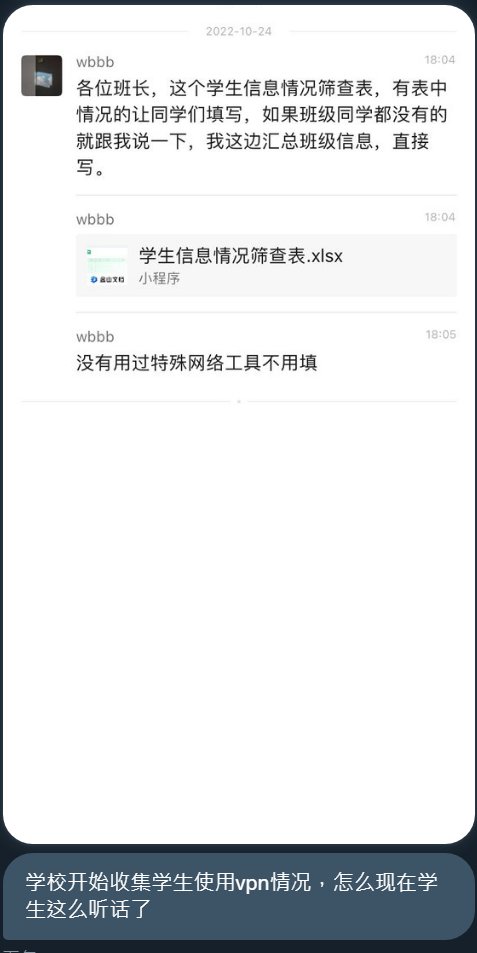 2022-10-24
wbbb
18:04
各位班长，这个学生信息情况筛查表，有表中
情况的让同学们填写，如果班级同学都没有的
就跟我说一下，我这边汇总班级信息，直接
写。
wbbb
18:04
学生信息情况筛查表.xlsx
金山文档
小程序
wbbb
18:05
没有用过特殊网络工具不用填
学校开始收集学生使用vpn情况，怎么现在学
生这么听话了